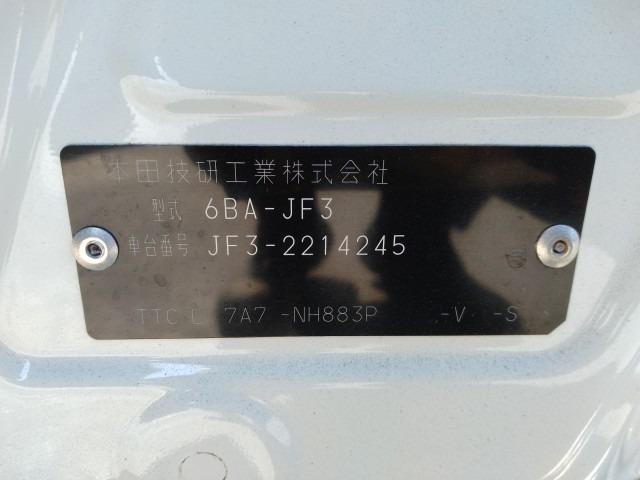 本田技研工業株式会社
型式 6BA-JF3
車台番号 JF3-2214245
TTC L 7A7 -NH883P -V -S